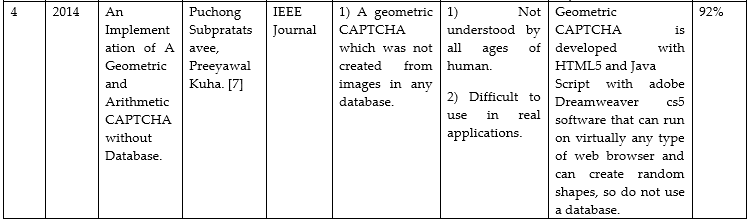 4
2014
An
Implement
ation of A
Geometric
and
Arithmetic
CAPTCHA
without
Database.
Puchong
Subpratats
avee,
Preeyawal
Kuha. [7]
IEEE
Journal
1) A geometric
CAPTCHA
which was not
created from
images in any
database.
1) Not
understood by
all ages of
human.
2) Difficult to
use in real
applications.
Geometric
CAPTCHA is
developed with
HTML5 and Java
Script with adobe
Dreamweaver cs5
software that can run
on virtually any type
of web browser and
can create random
shapes, so do not use
a database.
92%